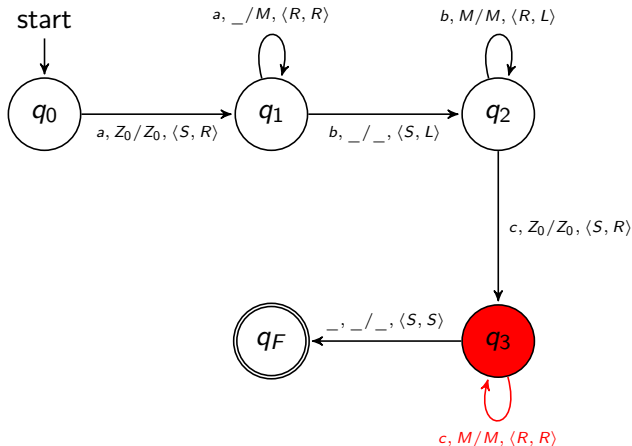 start
a, _/M, ⟨R, R⟩
b, M/M, ⟨R, L⟩
q0
q1
q2
a, Z0/Z0, ⟨S, R⟩
b, _/_, ⟨S, L⟩
c, Z0/Z0, ⟨S, R⟩
_, _/_, ⟨S, S⟩
qF
q3
c, M/M, ⟨R, R⟩